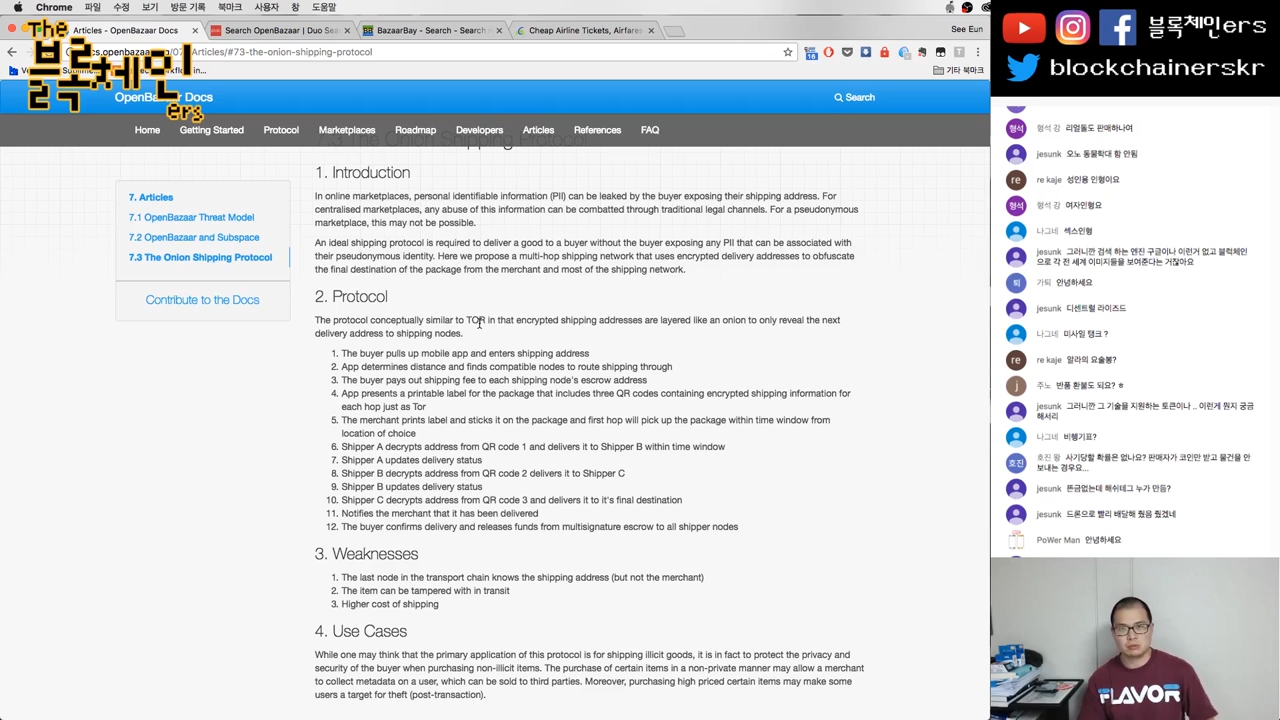 Chrome 파일 수정 보기 방문 기록 북마크 사용자 창 도움말
Articles - OpenBazaar Docs
Search OpenBazaar | Duo Sea
BazaarBay - Search - Search m
Cheap Airline Tickets, Airfares
See Eun
cs.openbazaar.org/07
Articles/#73-the-onion-shipping-protocol
기타 북마크
The
블록체인
ers
OpenBazaar Docs
Search
Home
Getting Started
Protocol
Marketplaces
Roadmap
Developers
Articles
References
FAQ
The Onion Shipping Protocol
7. Articles
7.1 OpenBazaar Threat Model
7.2 OpenBazaar and Subspace
7.3 The Onion Shipping Protocol
Contribute to the Docs
1. Introduction
In online marketplaces, personal identifiable information (PII) can be leaked by the buyer exposing their shipping address. For
centralised marketplaces, any abuse of this information can be combatted through traditional legal channels. For a pseudonymous
marketplace, this may not be possible.
An ideal shipping protocol is required to deliver a good to a buyer without the buyer exposing any PII that can be associated with
their pseudonymous identity. Here we propose a multi-hop shipping network that uses encrypted delivery addresses to obfuscate
the final destination of the package from the merchant and most of the shipping network.
2. Protocol
The protocol conceptually similar to TOR in that encrypted shipping addresses are layered like an onion to only reveal the next
delivery address to shipping nodes.
1. The buyer pulls up mobile app and enters shipping address
2. App determines distance and finds compatible nodes to route shipping through
3. The buyer pays out shipping fee to each shipping node's escrow address
4. App presents a printable label for the package that includes three QR codes containing encrypted shipping information for
each hop just as Tor
5. The merchant prints label and sticks it on the package and first hop will pick up the package within time window from
location of choice
6. Shipper A decrypts address from QR code 1 and delivers it to Shipper B within time window
7. Shipper A updates delivery status
8. Shipper B decrypts address from QR code 2 delivers it to Shipper C
9. Shipper B updates delivery status
10. Shipper C decrypts address from QR code 3 and delivers it to it's final destination
11. Notifies the merchant that it has been delivered
12. The buyer confirms delivery and releases funds from multisignature escrow to all shipper nodes
3. Weaknesses
1. The last node in the transport chain knows the shipping address (but not the merchant)
2. The item can be tampered with in transit
3. Higher cost of shipping
4. Use Cases
While one may think that the primary application of this protocol is for shipping illicit goods, it is in fact to protect the privacy and
security of the buyer when purchasing non-illicit items. The purchase of certain items in a non-private manner may allow a merchant
to collect metadata on a user, which can be sold to third parties. Moreover, purchasing high priced certain items may make some
users a target for theft (post-transaction).
블록체인ers
blockchainerskr
형석 형석 강 리얼돌도 판매하나여
jesunk 오노 동물학대 함 안됨
re re kaje 성인용 인형이요
형석 형석 강 여자인형요
나그네 섹스인형
jesunk 그러니깐 검색 하는 엔진 구글이나 이런거 없고 블럭체인
으로 각 전 세계 이미지들을 보여준다는 거잖아요
퇴 가퇴 안녕하세요
jesunk 디센트럴 라이즈드
나그네 미사일 탱크 ?
re re kaje 알라의 요술봉?
j 주노 반품 환불도 되요? ㅎ
jesunk 그러니깐 그 기술을 지원하는 토큰이나 .. 이런게 뭔지 궁금
해서리
나그네 비행기표?
호진 호진 왕 사기당할 확률은 없나요? 판매자가 코인만 받고 물건을 안
보내는 경우요...
jesunk 뜬금없는데 해쉬테그 누가 만듬?
jesunk 드론으로 빨리 배달해 줬음 줬겠네
PoWer Man 안녕하세요
FLAVOR